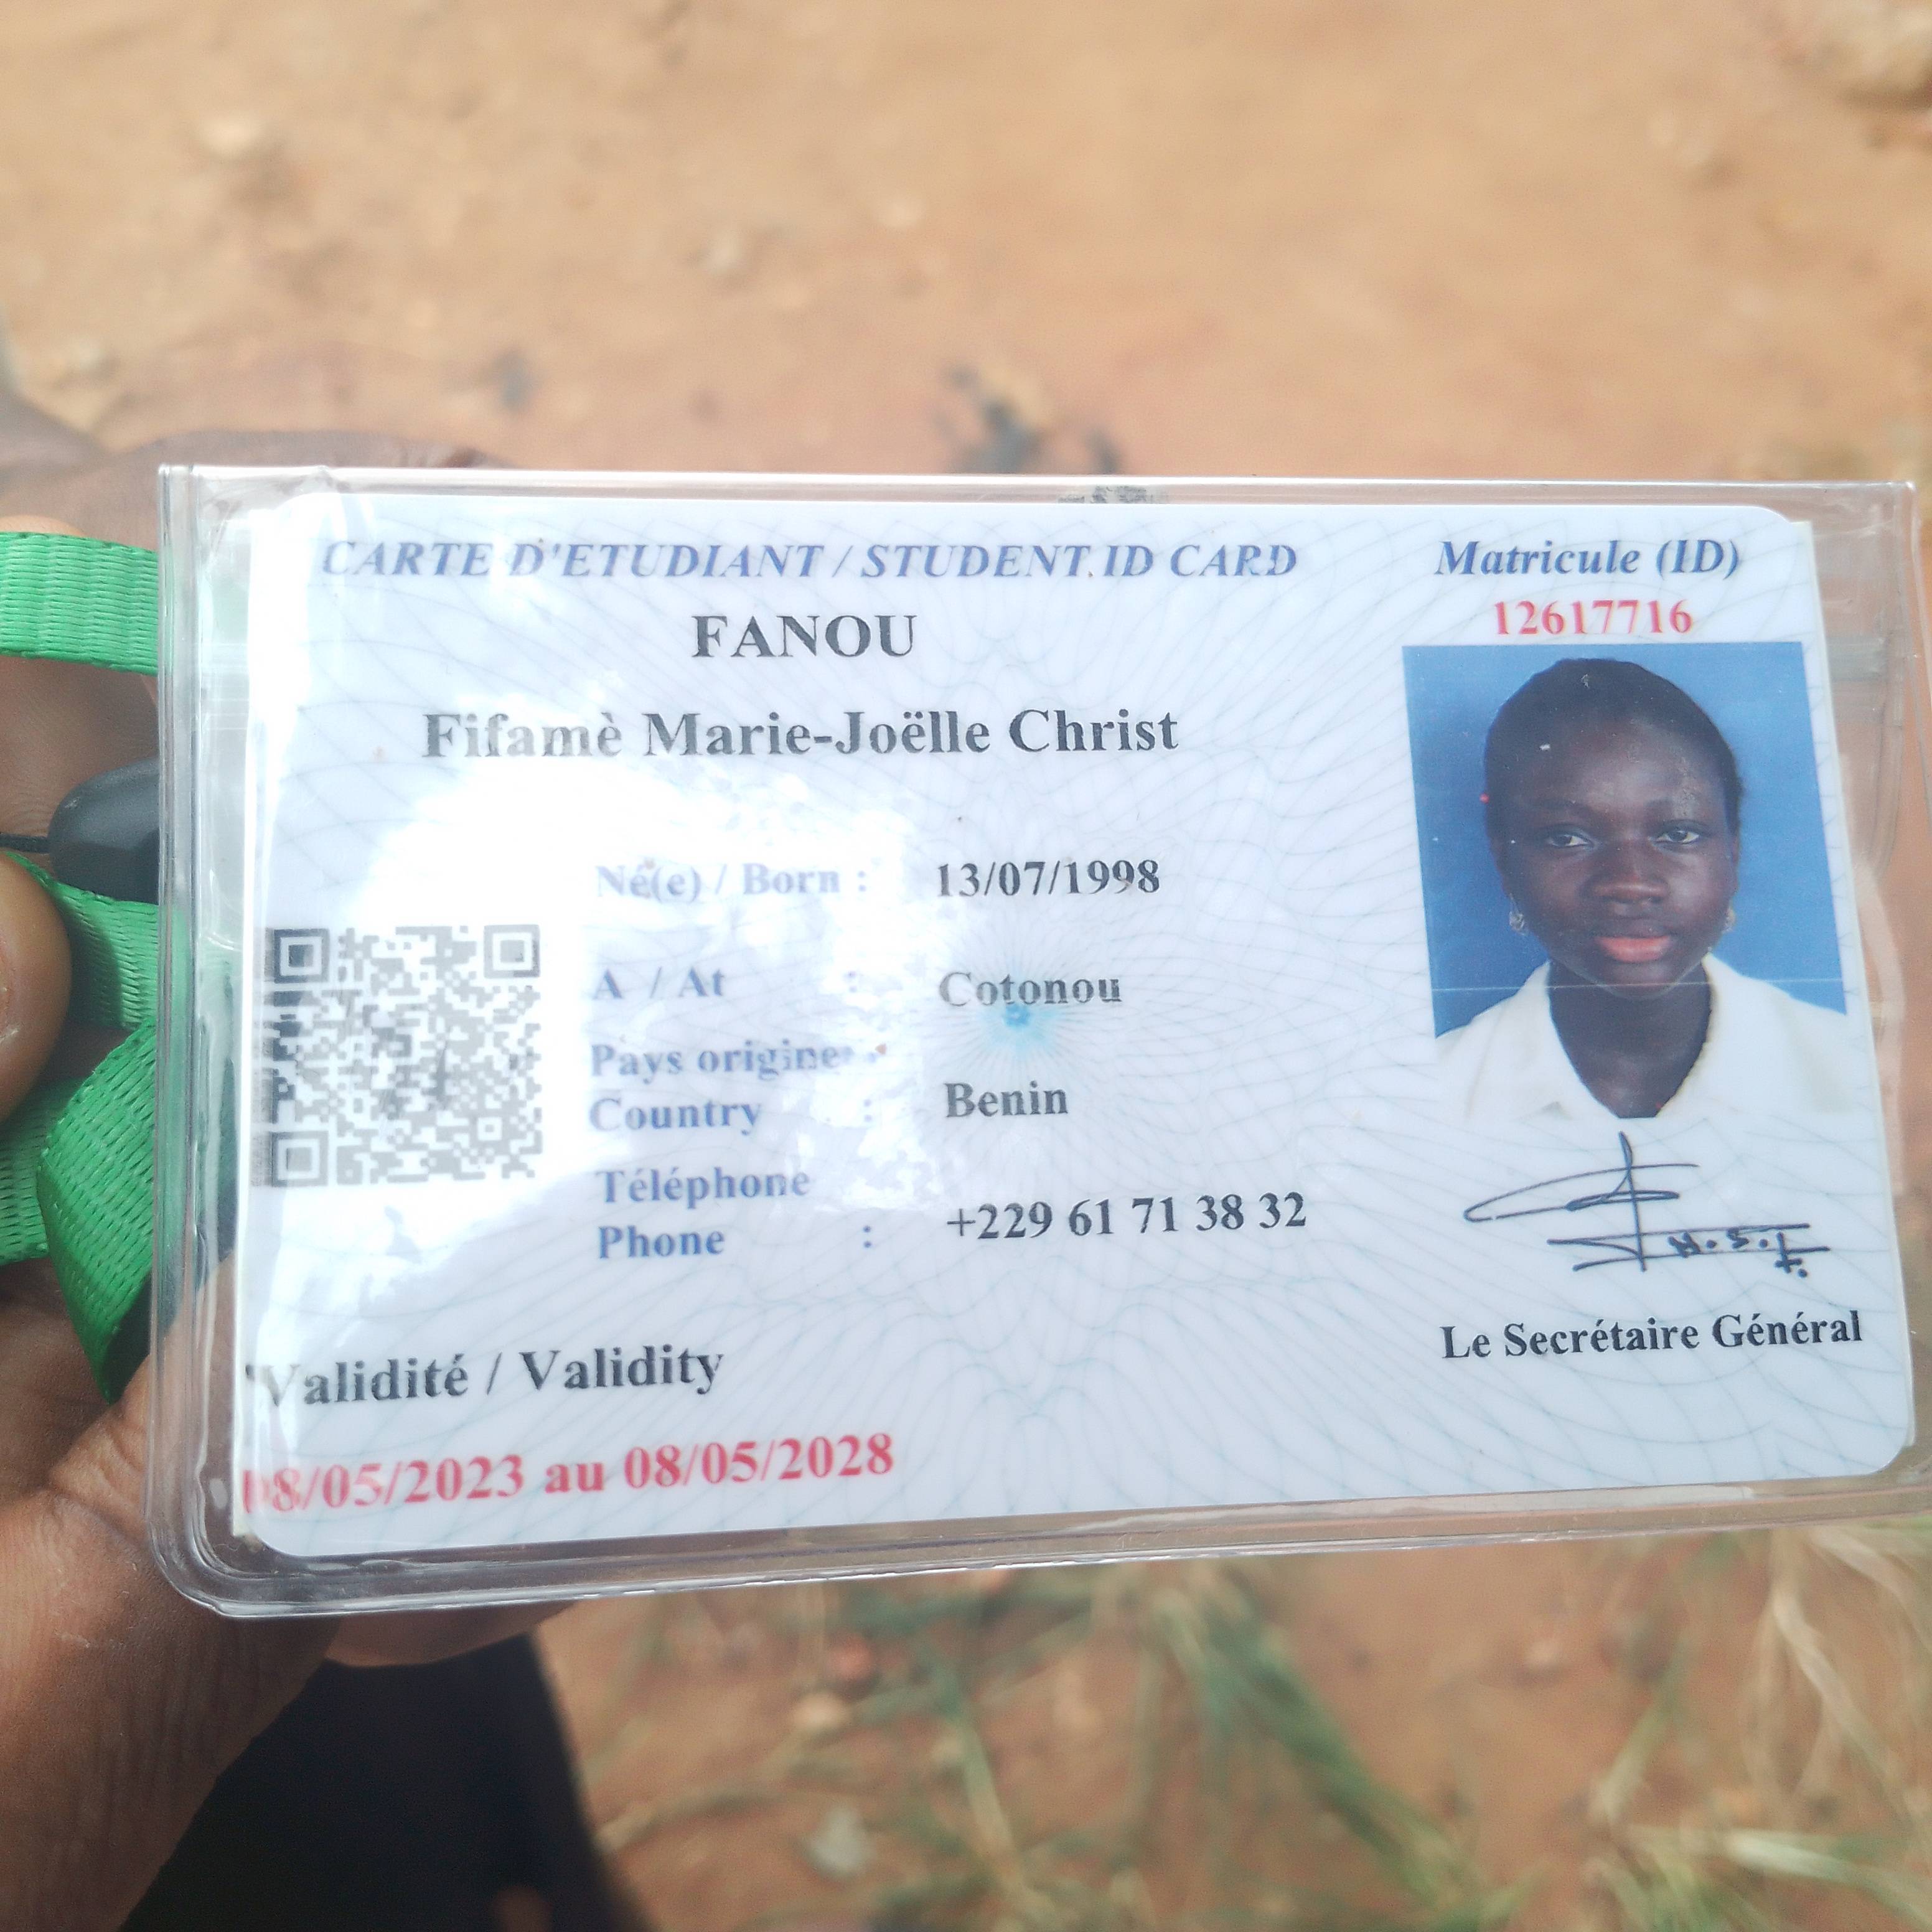 CARTE D'ETUDIANT / STUDENT ID CARD
Matricule (ID)
12617716
FANOU
Fifamè Marie-Joëlle Christ
Né(e) / Born : 13/07/1998
A / At : Cotonou
Pays origine
Country : Benin
Téléphone
Phone : +229 61 71 38 32
Le Secrétaire Général
Validité / Validity
08/05/2023 au 08/05/2028